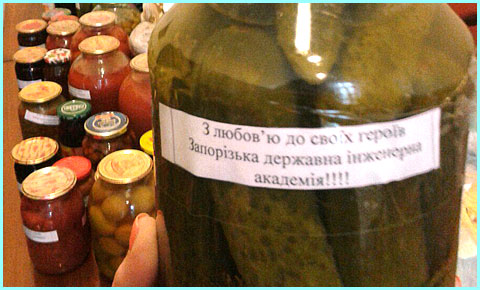 З любов'ю до своїх героїв
Запорізька державна інженерна
академія!!!!